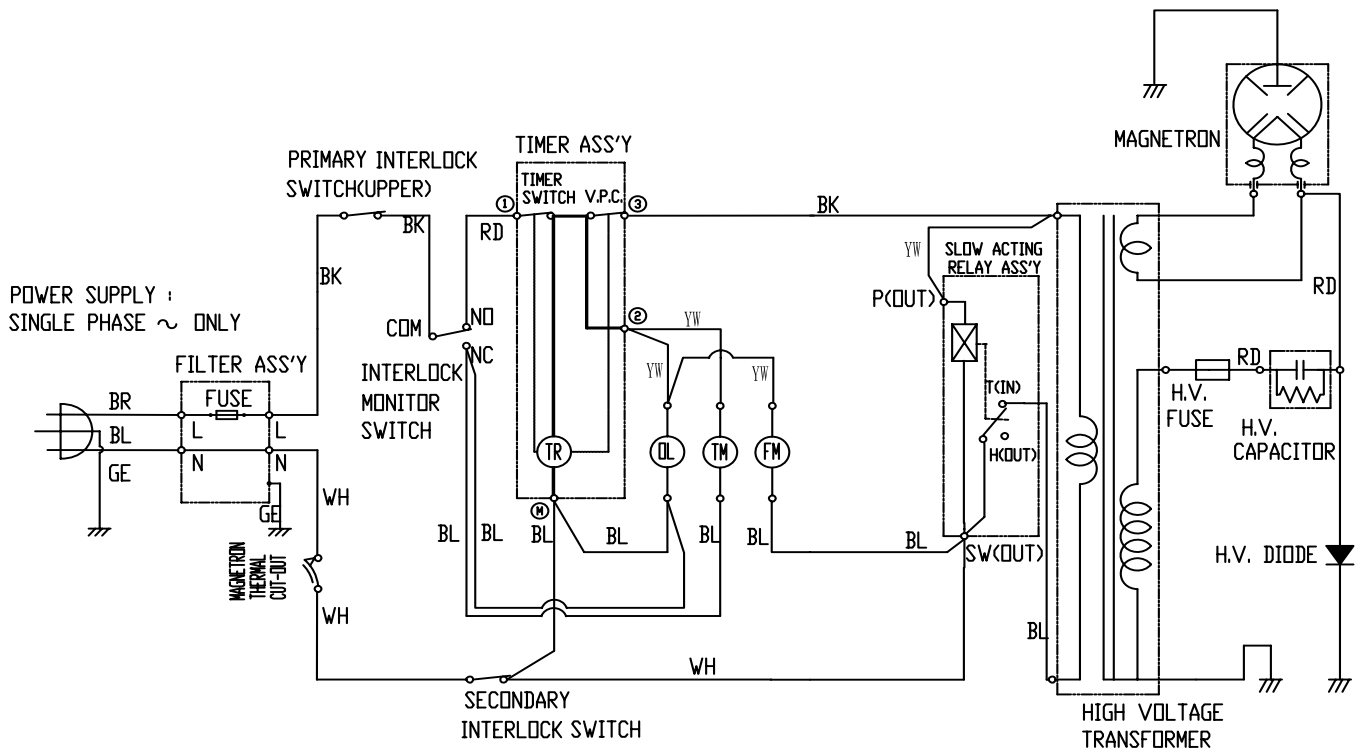 MAGNETRON
TIMER ASS'Y
PRIMARY INTERLOCK
SWITCH(UPPER)
TIMER
SWITCH V.P.C.
1
3
BK
RD
BK
YW
SLOW ACTING
RELAY ASS'Y
BK
P(OUT)
RD
POWER SUPPLY :
SINGLE PHASE ~ ONLY
COM
NO
NC
2
YW
FILTER ASS'Y
FUSE
INTERLOCK
MONITOR
SWITCH
YW
YW
T(IN)
H(OUT)
RD
H.V.
FUSE
H.V.
CAPACITOR
BR
BL
GE
L
N
L
N
TR
OL
TM
FM
GE
WH
M
BL
BL
BL
BL
BL
BL
BL
SW(OUT)
H.V. DIODE
MAGNETRON
THERMAL
CUT-OUT
WH
WH
BL
SECONDARY
INTERLOCK SWITCH
HIGH VOLTAGE
TRANSFORMER